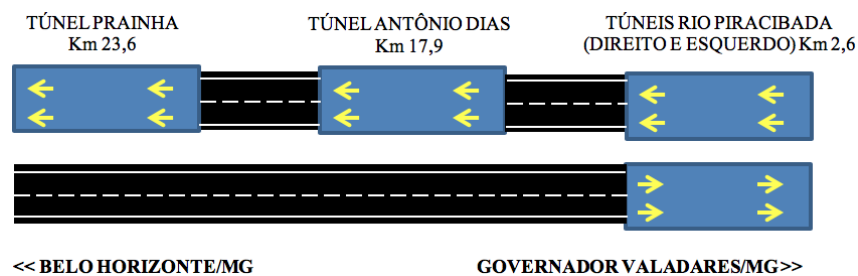 TÚNEL PRAINHA
Km 23,6
TÚNEL ANTÔNIO DIAS
Km 17,9
TÚNEIS RIO PIRACIBADA
(DIREITO E ESQUERDO) Km 2,6
<< BELO HORIZONTE/MG
GOVERNADOR VALADARES/MG>>